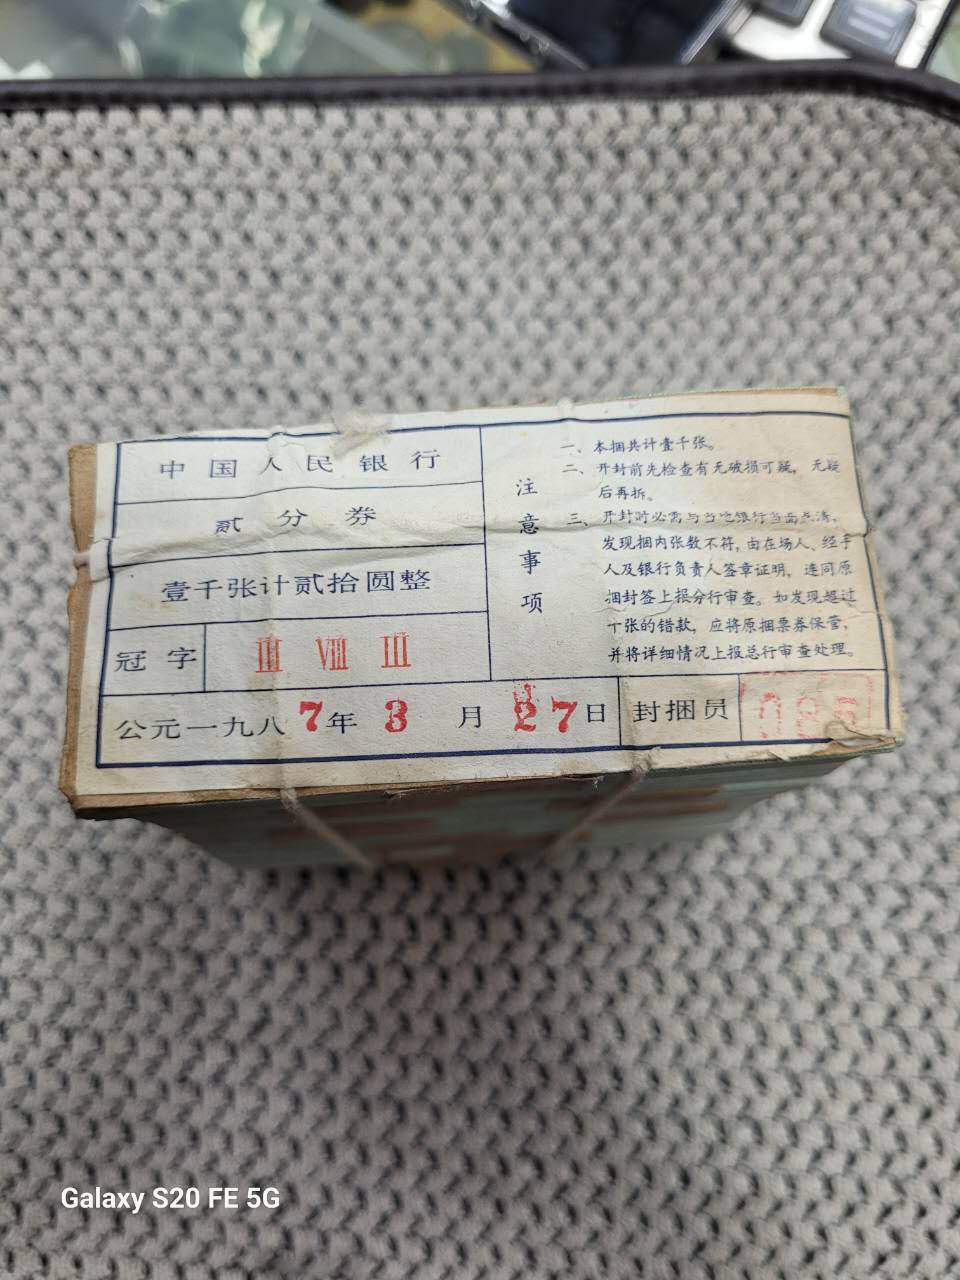 中国人民银行
贰分券
壹千张计贰拾圆整
冠字 Ⅲ Ⅷ Ⅲ
公元一九八7年3月27日 封捆员
注意事项
一、本捆共计壹千张。
二、开封前先检查有无破损可疑，无疑
后再拆。
三、开封时必需与当地银行当面点清，
发现捆内张数不符，由在场人、经手
人及银行负责人签章证明，连同原
捆封签上报分行审查。如发现超过
十张的错款，应将原捆票券保管，
并将详细情况上报总行审查处理。
Galaxy S20 FE 5G